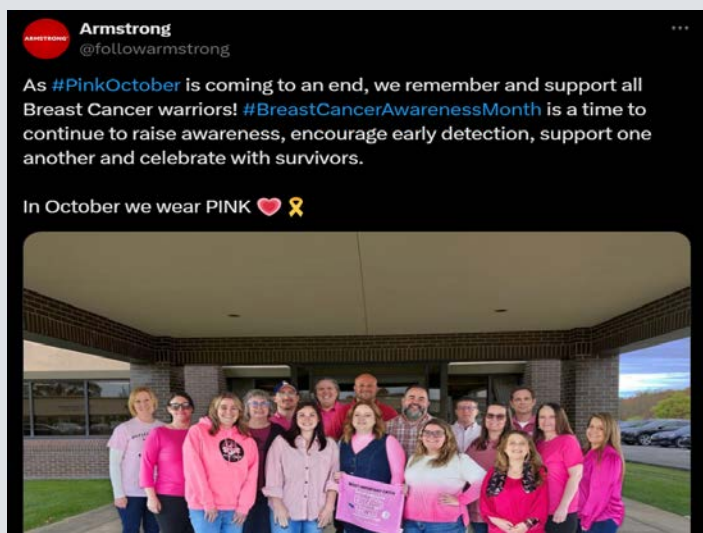 ARMSTRONG
Armstrong
@followarmstrong
As #PinkOctober is coming to an end, we remember and support all
Breast Cancer warriors! #BreastCancerAwarenessMonth is a time to
continue to raise awareness, encourage early detection, support one
another and celebrate with survivors.
In October we wear PINK 💗 🎗